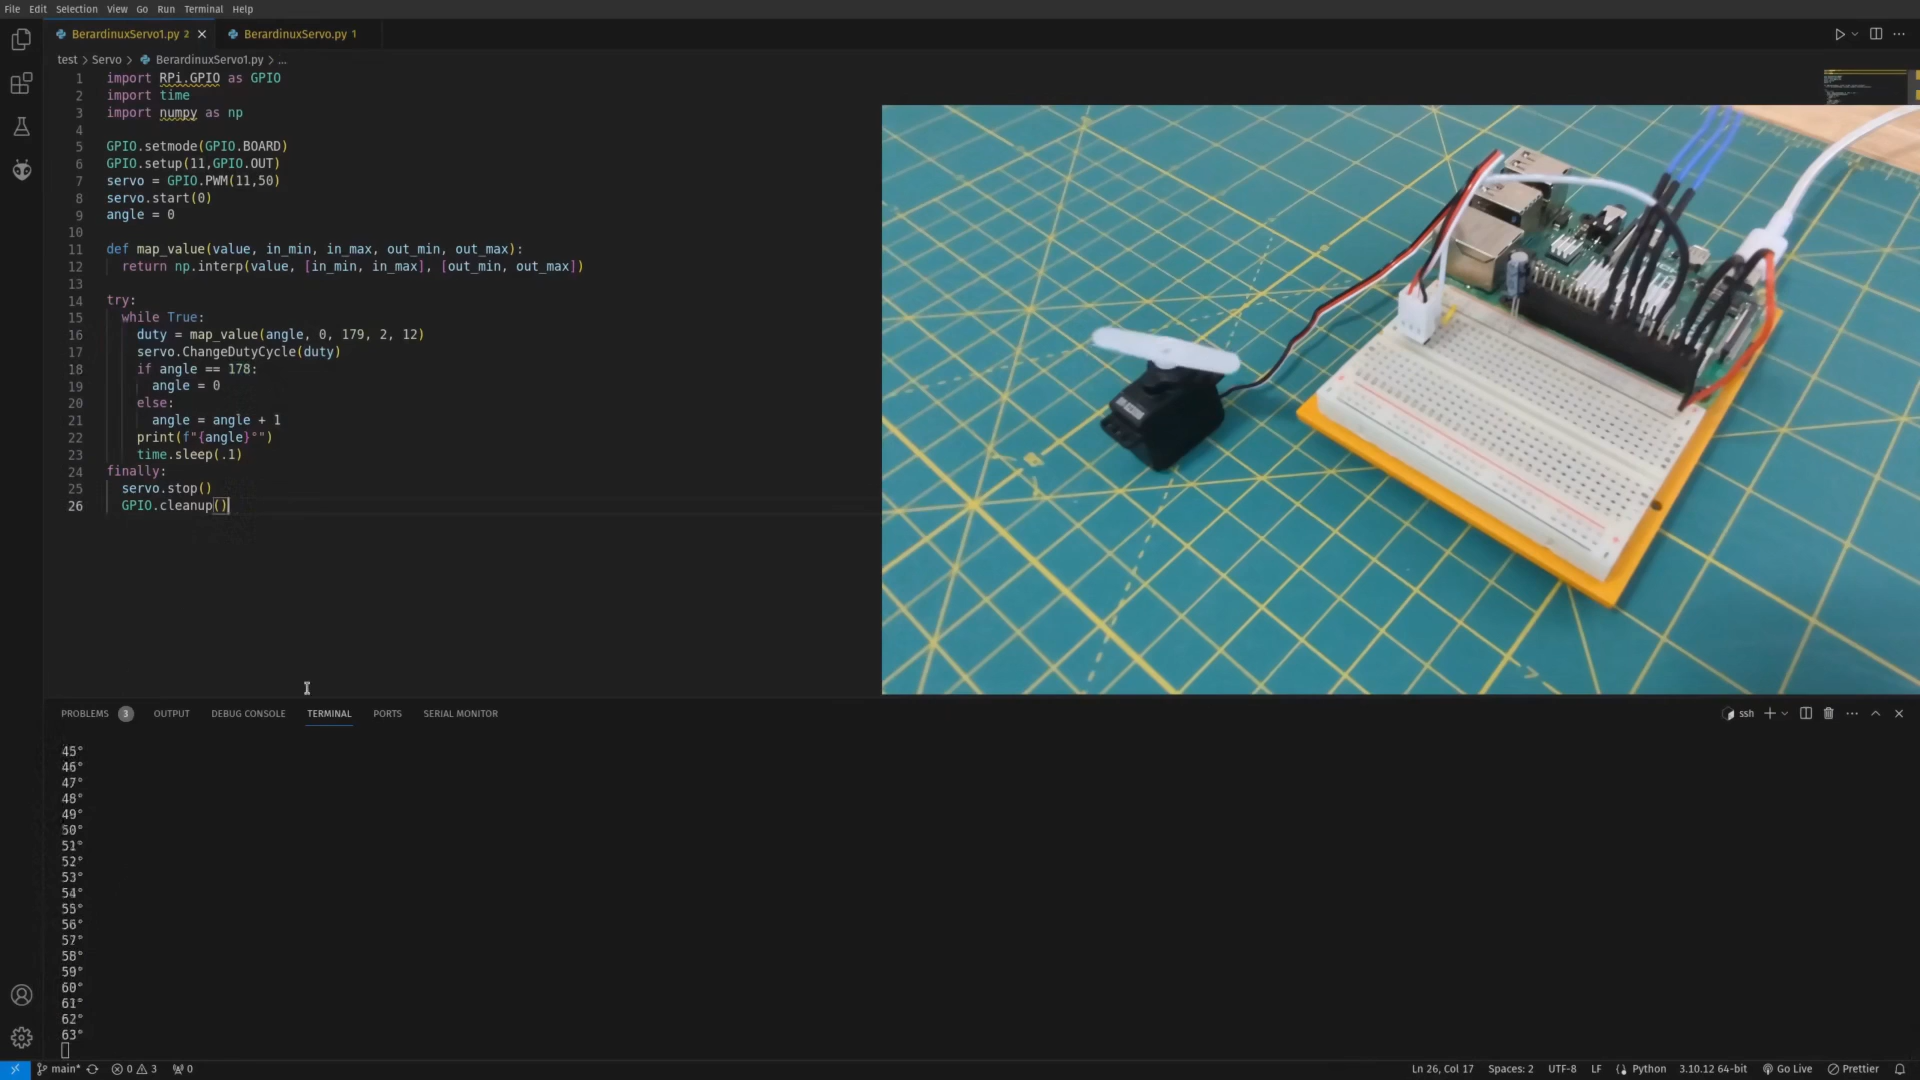 File Edit Selection View Go Run Terminal Help
BerardinuxServo1.py 2 BerardinuxServo.py 1
test > Servo > BerardinuxServo1.py > ...
1 import RPi.GPIO as GPIO
2 import time
3 import numpy as np
4
5 GPIO.setmode(GPIO.BOARD)
6 GPIO.setup(11,GPIO.OUT)
7 servo = GPIO.PWM(11,50)
8 servo.start(0)
9 angle = 0
10
11 def map_value(value, in_min, in_max, out_min, out_max):
12 return np.interp(value, [in_min, in_max], [out_min, out_max])
13
14 try:
15 while True:
16 duty = map_value(angle, 0, 179, 2, 12)
17 servo.ChangeDutyCycle(duty)
18 if angle == 178:
19 angle = 0
20 else:
21 angle = angle + 1
22 print(f"{angle}°")
23 time.sleep(.1)
24 finally:
25 servo.stop()
26 GPIO.cleanup()
PROBLEMS 3 OUTPUT DEBUG CONSOLE TERMINAL PORTS SERIAL MONITOR ssh
45°
46°
47°
48°
49°
50°
51°
52°
53°
54°
55°
56°
57°
58°
59°
60°
61°
62°
63°
main* 0 3 0 Ln 26, Col 17 Spaces: 2 UTF-8 LF Python 3.10.12 64-bit Go Live Prettier